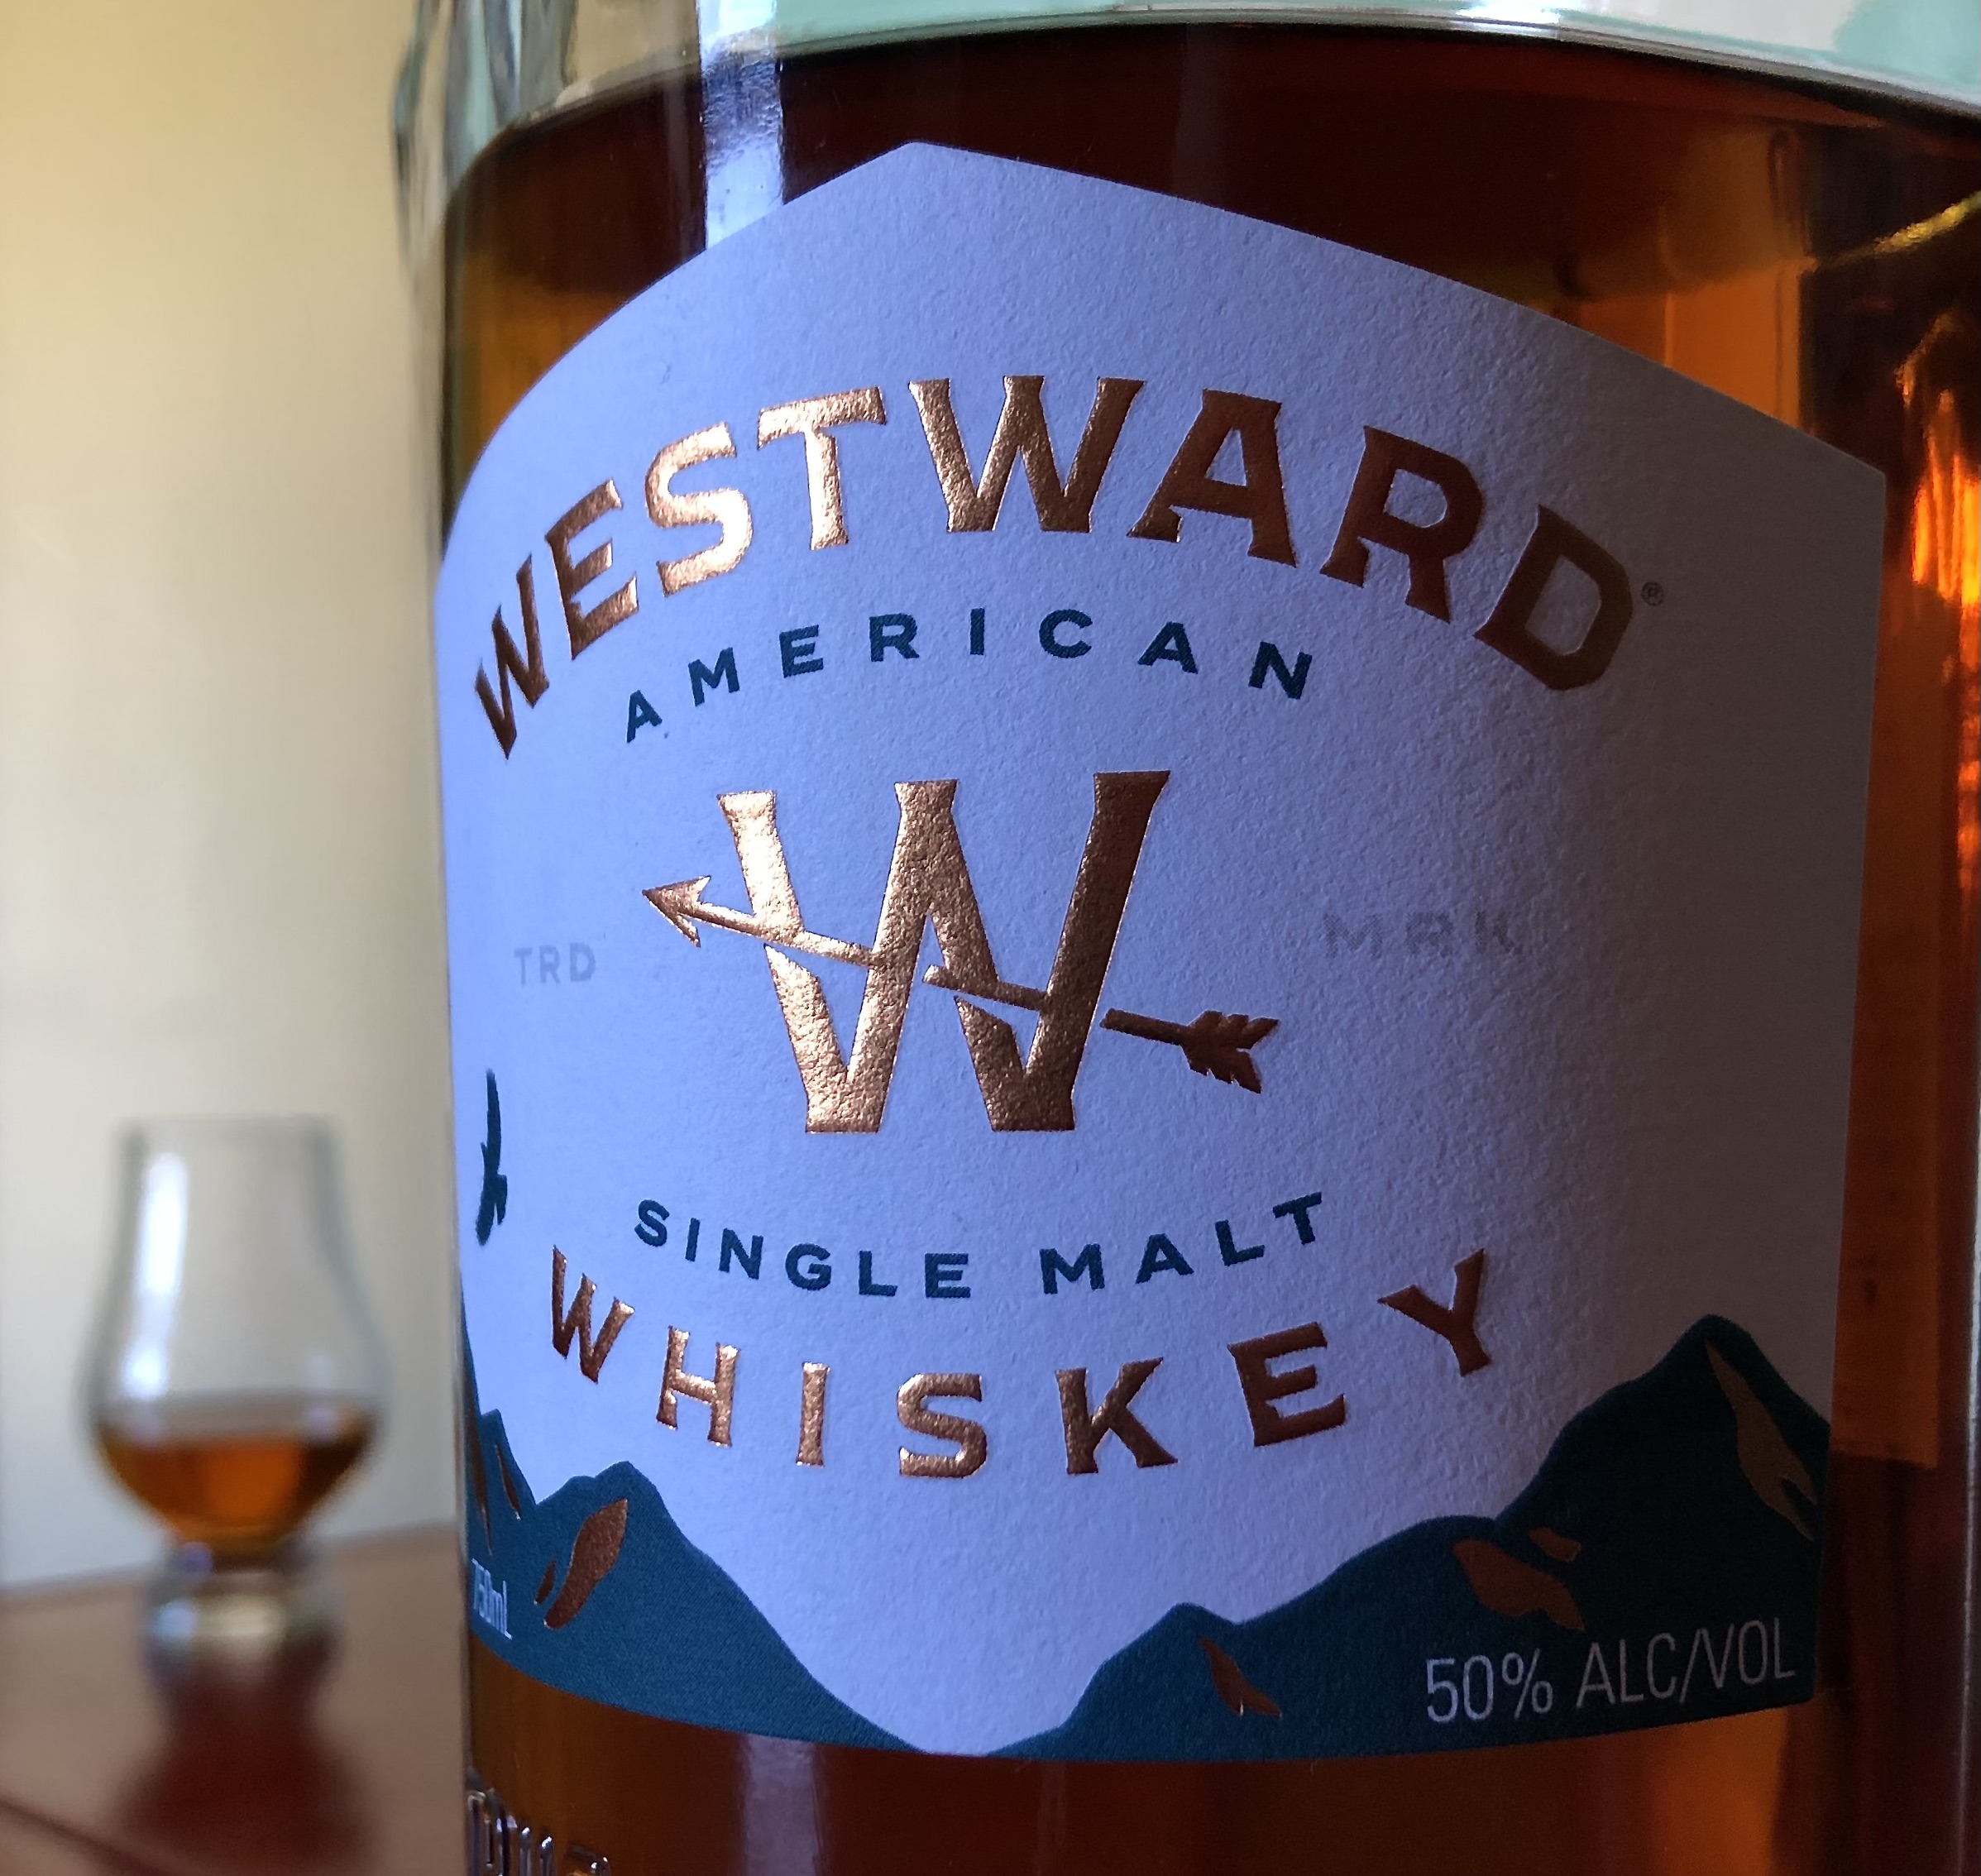 WESTWARD®
AMERICAN
W
TRD MRK
SINGLE MALT
WHISKEY
750mL
50% ALC/VOL